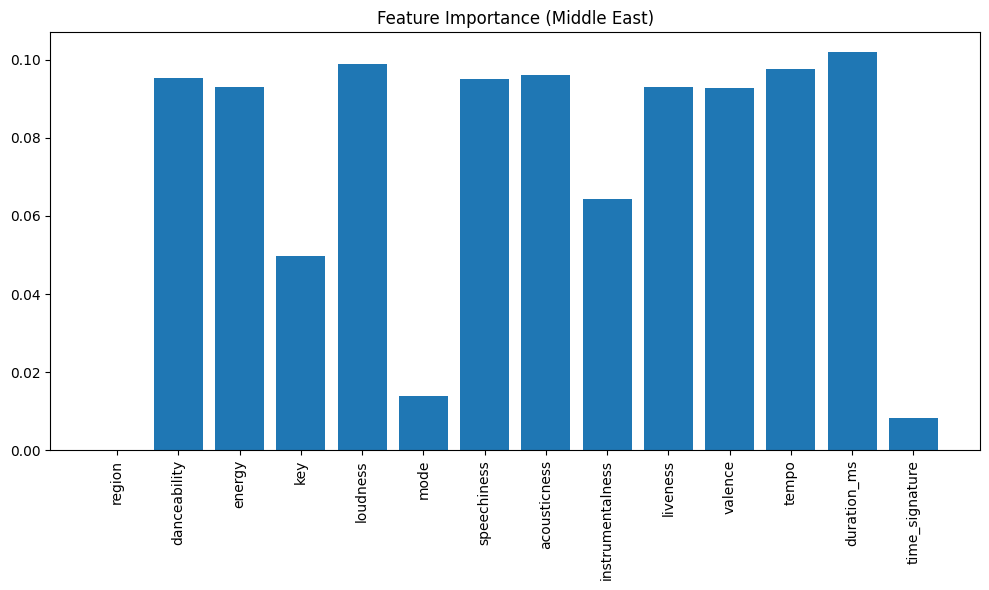 Feature Importance (Middle East)
0.10
0.08
0.06
0.04
0.02
0.00
region
danceability
energy
key
loudness
mode
speechiness
acousticness
instrumentalness
liveness
valence
tempo
duration_ms
time_signature